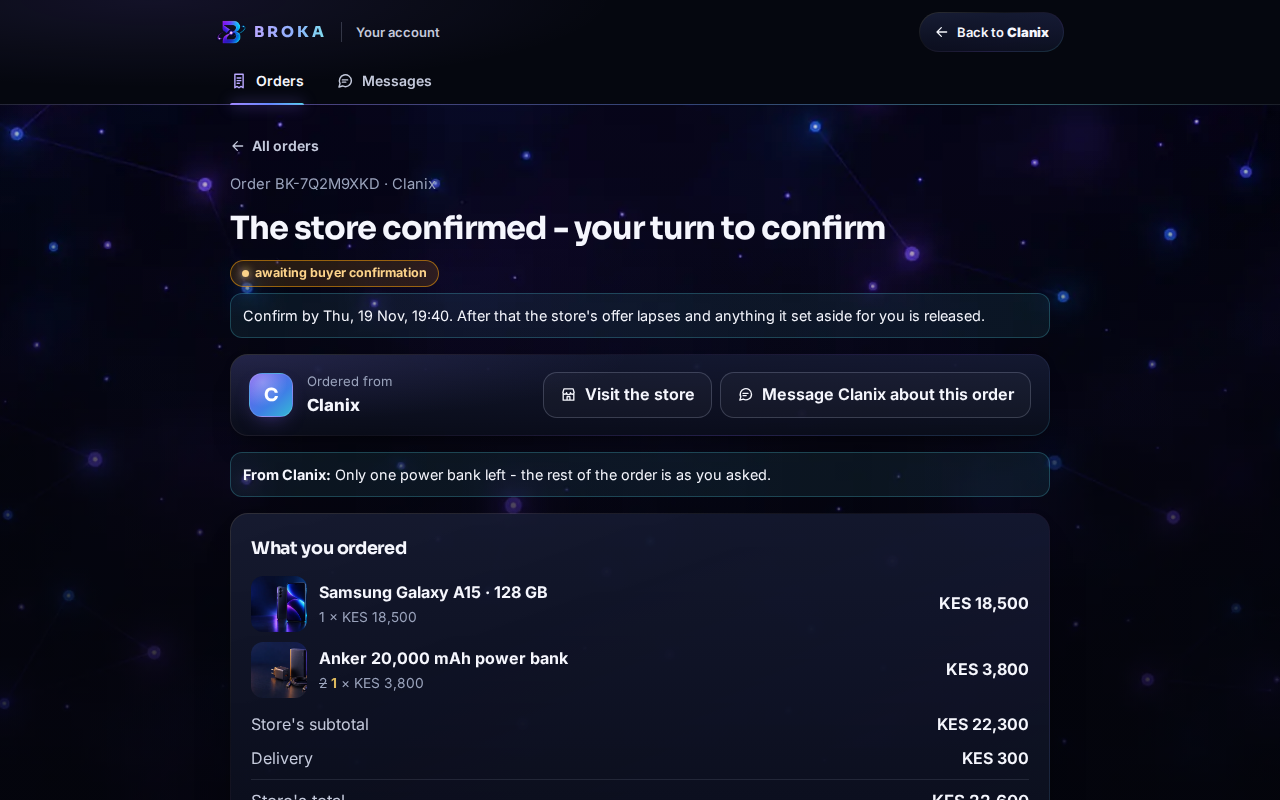 BROKA
Your account
Back to Clanix
Orders
Messages
All orders
Order BK-7Q2M9XKD · Clanix
The store confirmed - your turn to confirm
awaiting buyer confirmation
Confirm by Thu, 19 Nov, 19:40. After that the store's offer lapses and anything it set aside for you is released.
C
Ordered from
Clanix
Visit the store
Message Clanix about this order
From Clanix: Only one power bank left - the rest of the order is as you asked.
What you ordered
Samsung Galaxy A15 · 128 GB
1 × KES 18,500
KES 18,500
Anker 20,000 mAh power bank
2 1 × KES 3,800
KES 3,800
Store's subtotal
KES 22,300
Delivery
KES 300
Store's total
KES 22,600